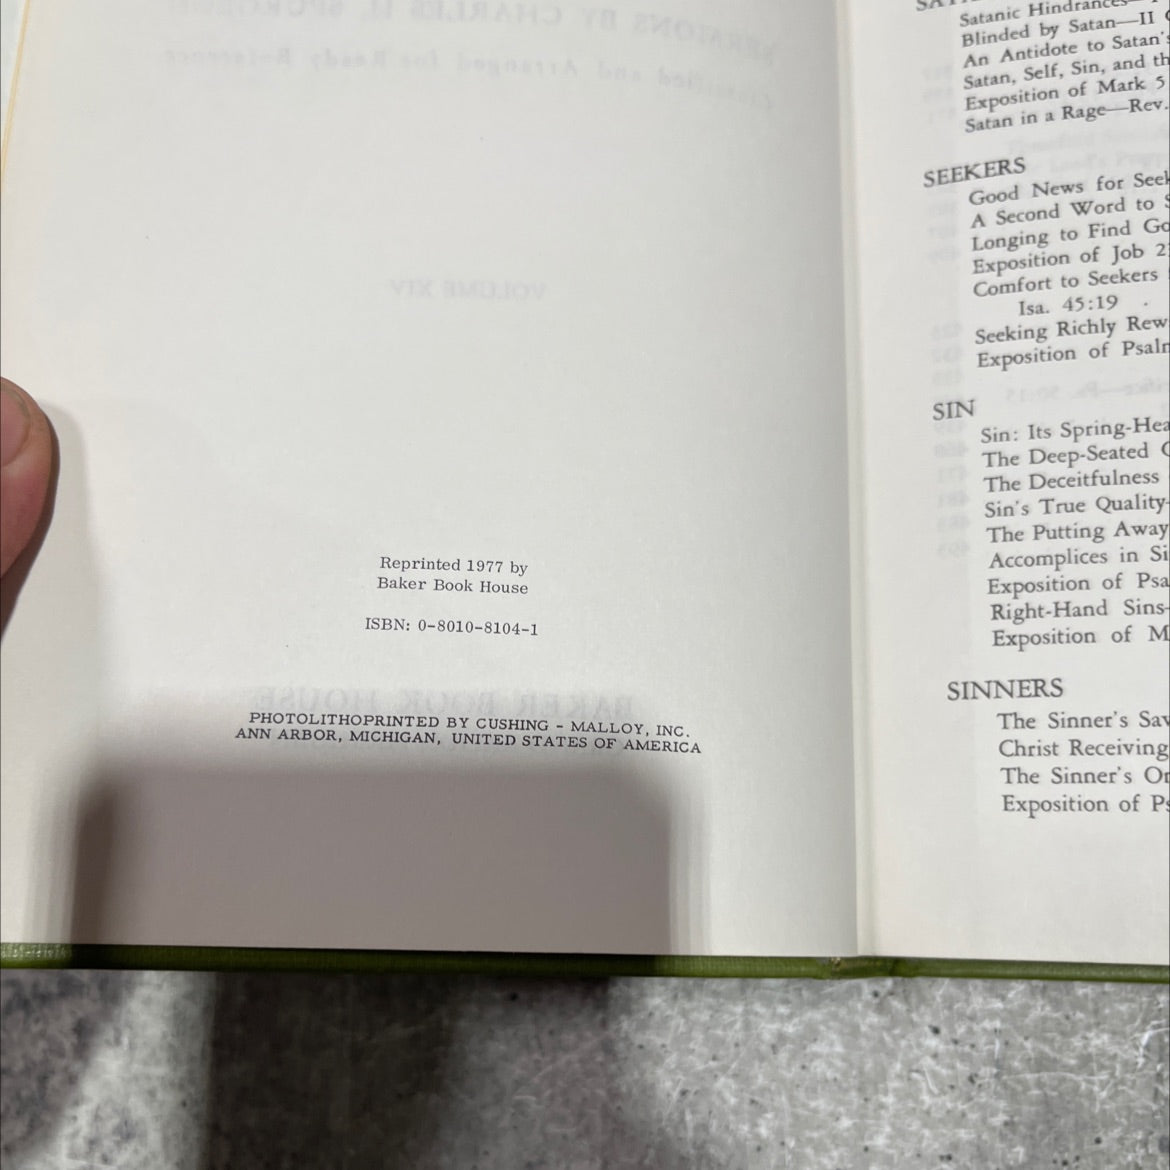 Reprinted 1977 by
Baker Book House
ISBN: 0-8010-8104-1
PHOTOLITHOPRINTED BY CUSHING - MALLOY, INC.
ANN ARBOR, MICHIGAN, UNITED STATES OF AMERICA
Satanic Hindrances—
Blinded by Satan—II
An Antidote to Satan's
Satan, Self, Sin, and th
Exposition of Mark 5
Satan in a Rage—Rev.
SEEKERS
Good News for Seek
A Second Word to S
Longing to Find Go
Exposition of Job 2
Comfort to Seekers
Isa. 45:19 .
Seeking Richly Rew
Exposition of Psalm
SIN
Sin: Its Spring-Hea
The Deep-Seated
The Deceitfulness
Sin's True Quality-
The Putting Away
Accomplices in Si
Exposition of Psa
Right-Hand Sins-
Exposition of M
SINNERS
The Sinner's Sav
Christ Receiving
The Sinner's On
Exposition of Ps